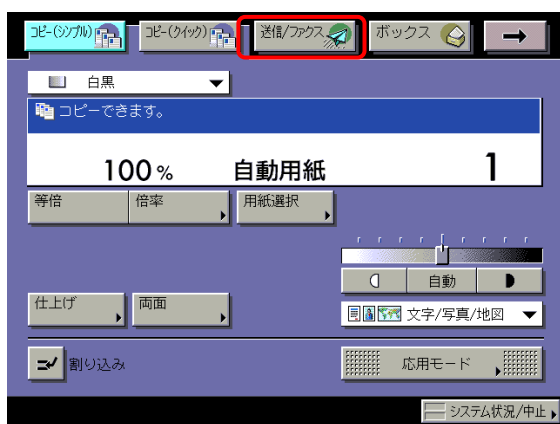 コピー(シンプル)
コピー(クイック)
送信/ファクス
ボックス
白黒
コピーできます。
100% 自動用紙 1
等倍 倍率 用紙選択
自動
仕上げ 両面
文字/写真/地図
割り込み
応用モード
システム状況/中止